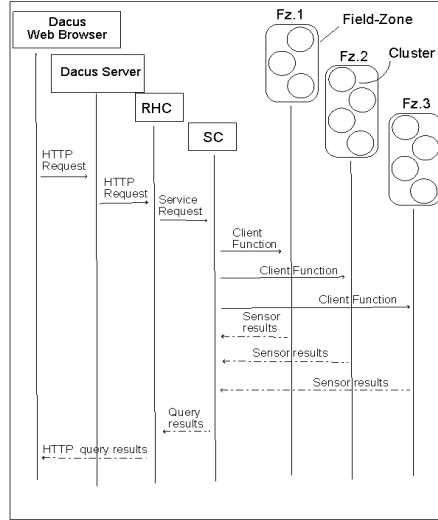 Dacus
Web Browser
Dacus Server
RHC
SC
Fz.1
Field-Zone
Fz.2
Cluster
Fz.3
HTTP
Request
HTTP
Request
Service
Request
Client
Function
Client Function
Client Function
Sensor
results
Sensor results
Sensor results
Query
results
HTTP query results